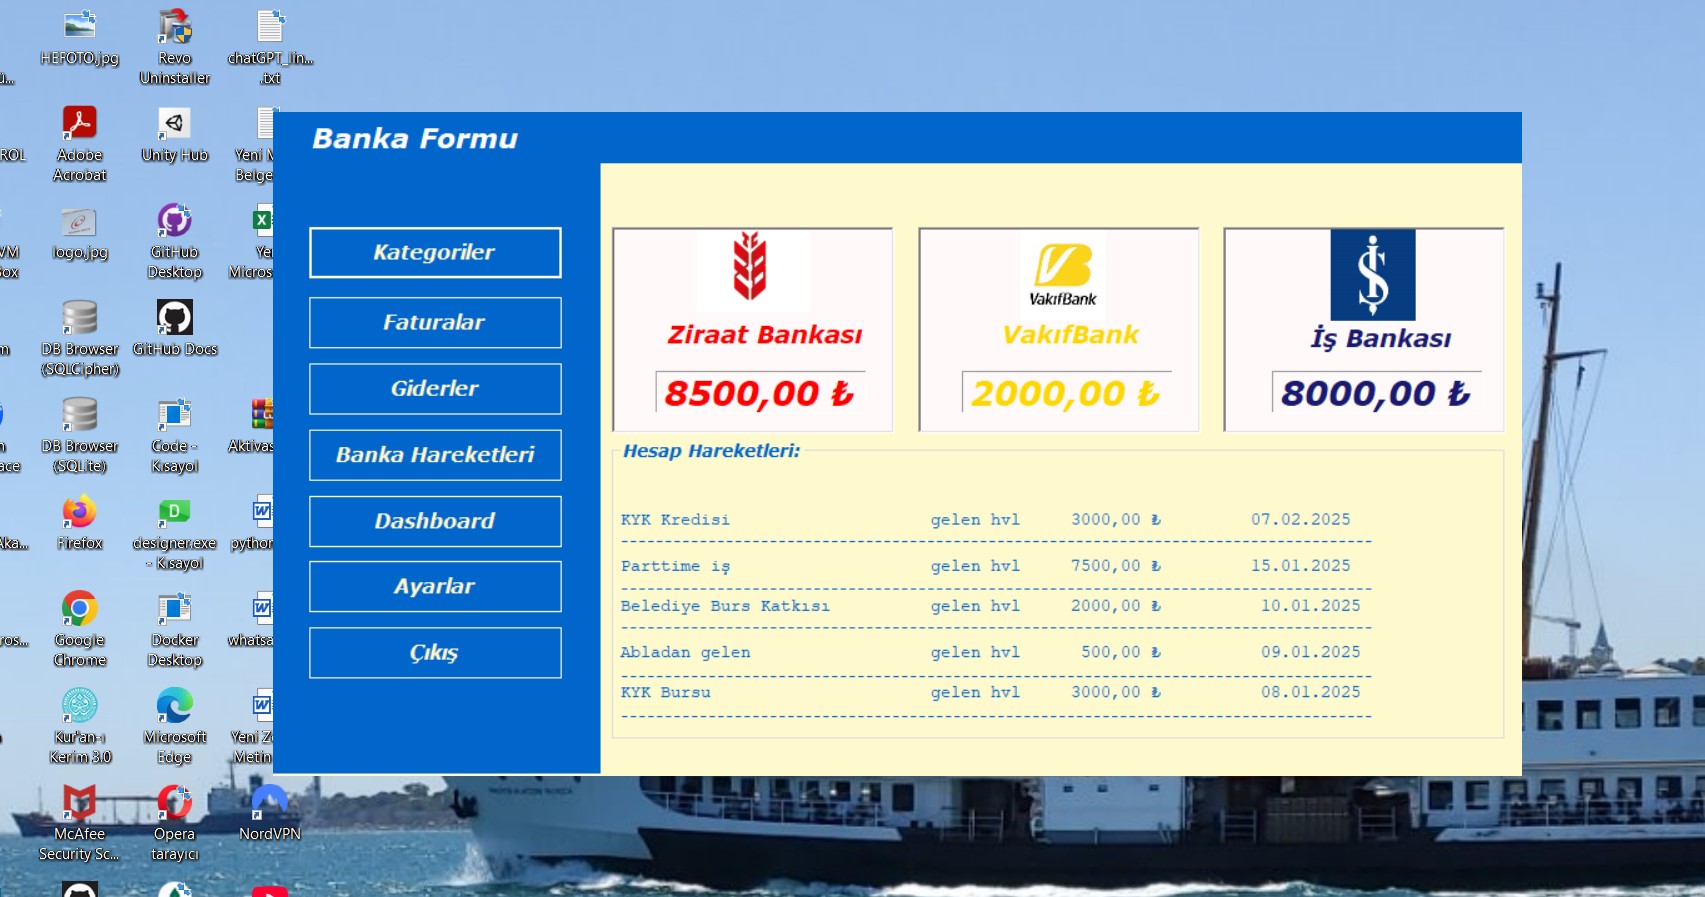 HEFOTO.jpg
Revo
Uninstaller
chatGPT_lin...
.txt
Adobe
Acrobat
Unity Hub
Yeni M
Belge
logo.jpg
GitHub
Desktop
Ye
Micros
DB Browser
(SQLCipher)
GitHub Docs
DB Browser
(SQLite)
Code -
Kısayol
Aktivas
Firefox
designer.exe
- Kısayol
python
Google
Chrome
Docker
Desktop
whatsa
Kur'an-ı
Kerim 3.0
Microsoft
Edge
Yeni Z
Metin
McAfee
Security Sc...
Opera
tarayıcı
NordVPN
Banka Formu
Kategoriler
Faturalar
Giderler
Banka Hareketleri
Dashboard
Ayarlar
Çıkış
Ziraat Bankası
8500,00 ₺
VakıfBank
VakıfBank
2000,00 ₺
İş Bankası
8000,00 ₺
Hesap Hareketleri:
KYK Kredisi gelen hvl 3000,00 ₺ 07.02.2025
Parttime iş gelen hvl 7500,00 ₺ 15.01.2025
Belediye Burs Katkısı gelen hvl 2000,00 ₺ 10.01.2025
Abladan gelen gelen hvl 500,00 ₺ 09.01.2025
KYK Bursu gelen hvl 3000,00 ₺ 08.01.2025